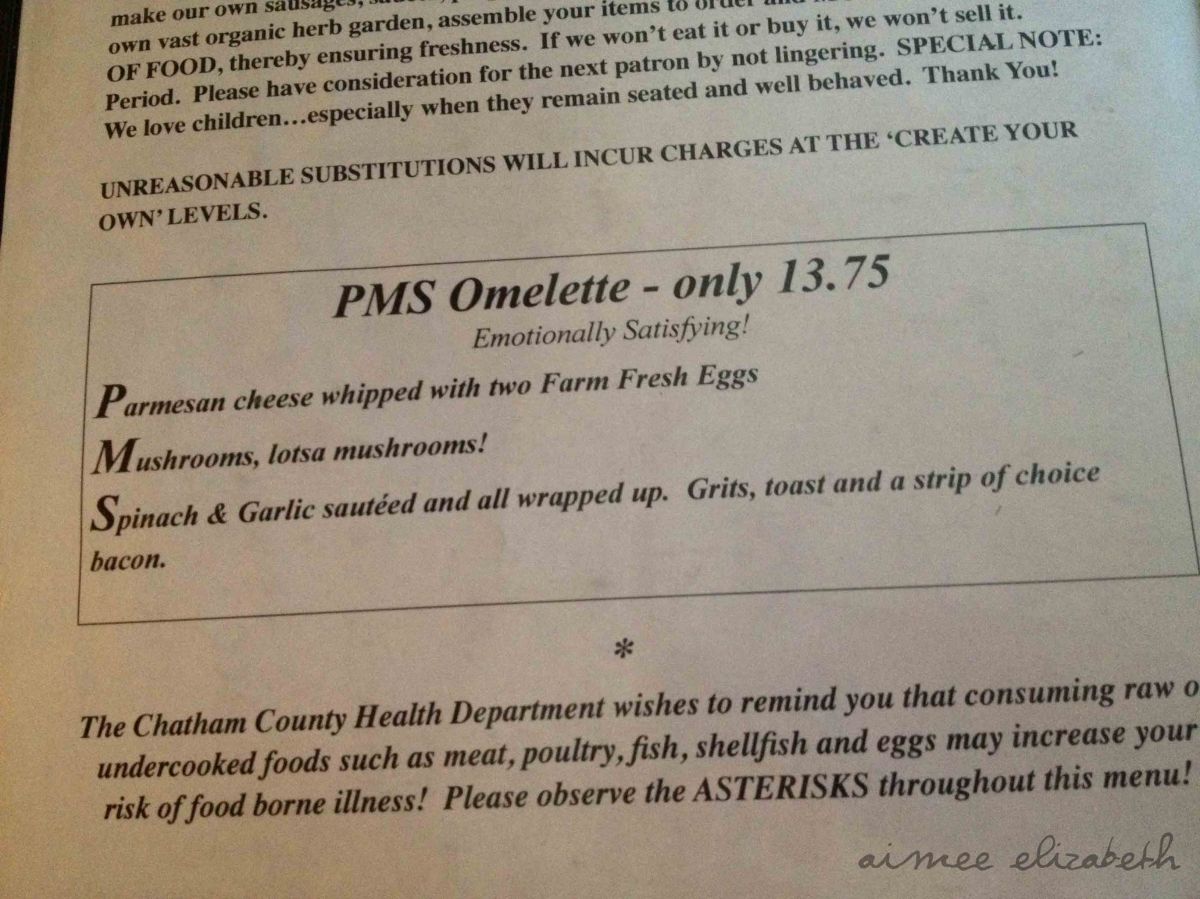 make our own sausages,
own vast organic herb garden, assemble your items to order and
OF FOOD, thereby ensuring freshness. If we won't eat it or buy it, we won't sell it.
Period. Please have consideration for the next patron by not lingering. SPECIAL NOTE:
We love children…especially when they remain seated and well behaved. Thank You!
UNREASONABLE SUBSTITUTIONS WILL INCUR CHARGES AT THE ‘CREATE YOUR
OWN’ LEVELS.
PMS Omelette - only 13.75
Emotionally Satisfying!
Parmesan cheese whipped with two Farm Fresh Eggs
Mushrooms, lotsa mushrooms!
Spinach & Garlic sautéed and all wrapped up. Grits, toast and a strip of choice
bacon.
*
The Chatham County Health Department wishes to remind you that consuming raw o
undercooked foods such as meat, poultry, fish, shellfish and eggs may increase your
risk of food borne illness! Please observe the ASTERISKS throughout this menu!
aimee elizabeth